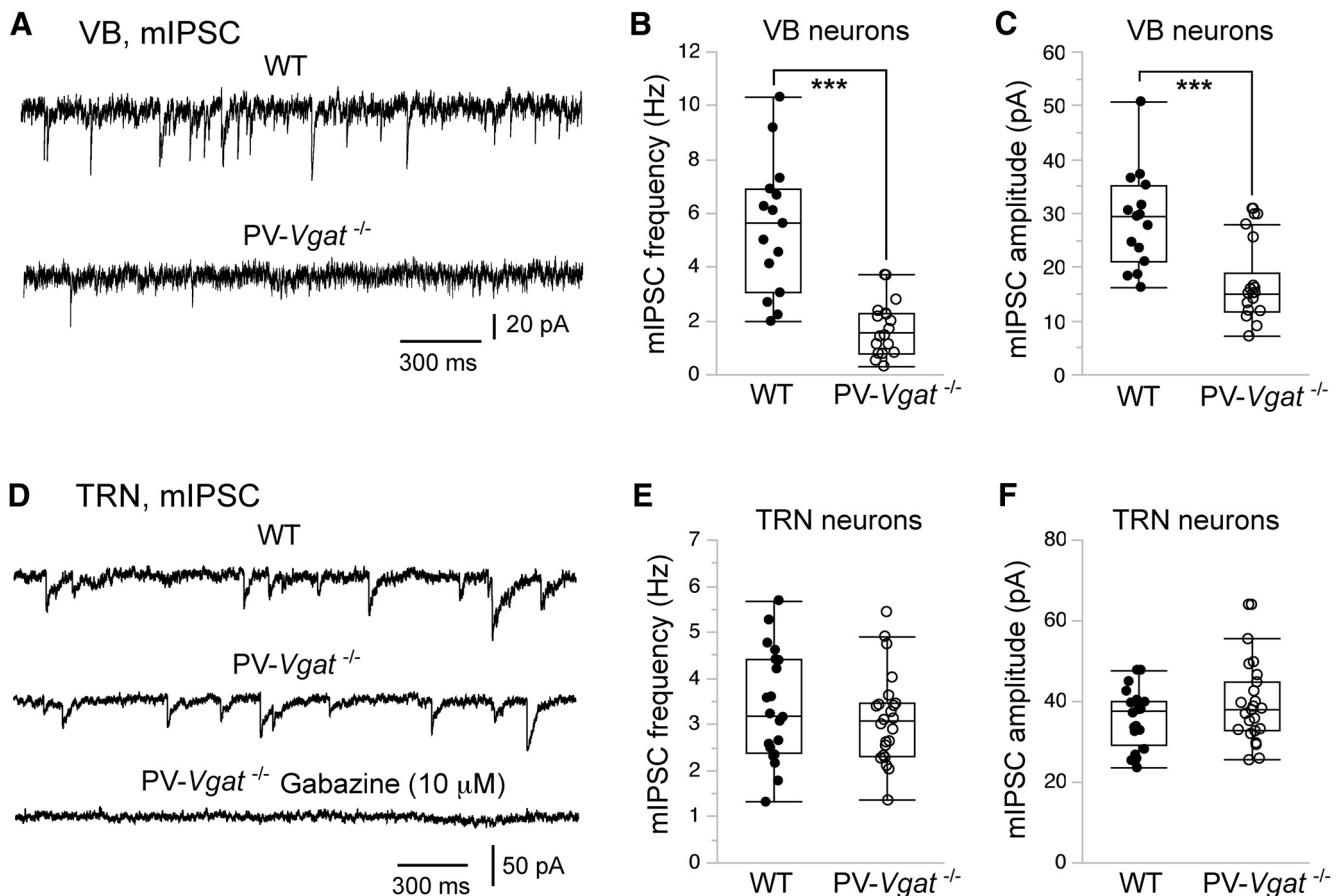 A VB, mIPSC
WT
PV-Vgat -/-
20 pA
300 ms
B VB neurons
mIPSC frequency (Hz)
12
10
8
6
4
2
0
***
WT PV-Vgat -/-
C VB neurons
mIPSC amplitude (pA)
60
50
40
30
20
10
0
***
WT PV-Vgat -/-
D TRN, mIPSC
WT
PV-Vgat -/-
PV-Vgat -/- Gabazine (10 μM)
50 pA
300 ms
E TRN neurons
mIPSC frequency (Hz)
7
6
5
4
3
2
1
0
WT PV-Vgat -/-
F TRN neurons
mIPSC amplitude (pA)
80
60
40
20
0
WT PV-Vgat -/-